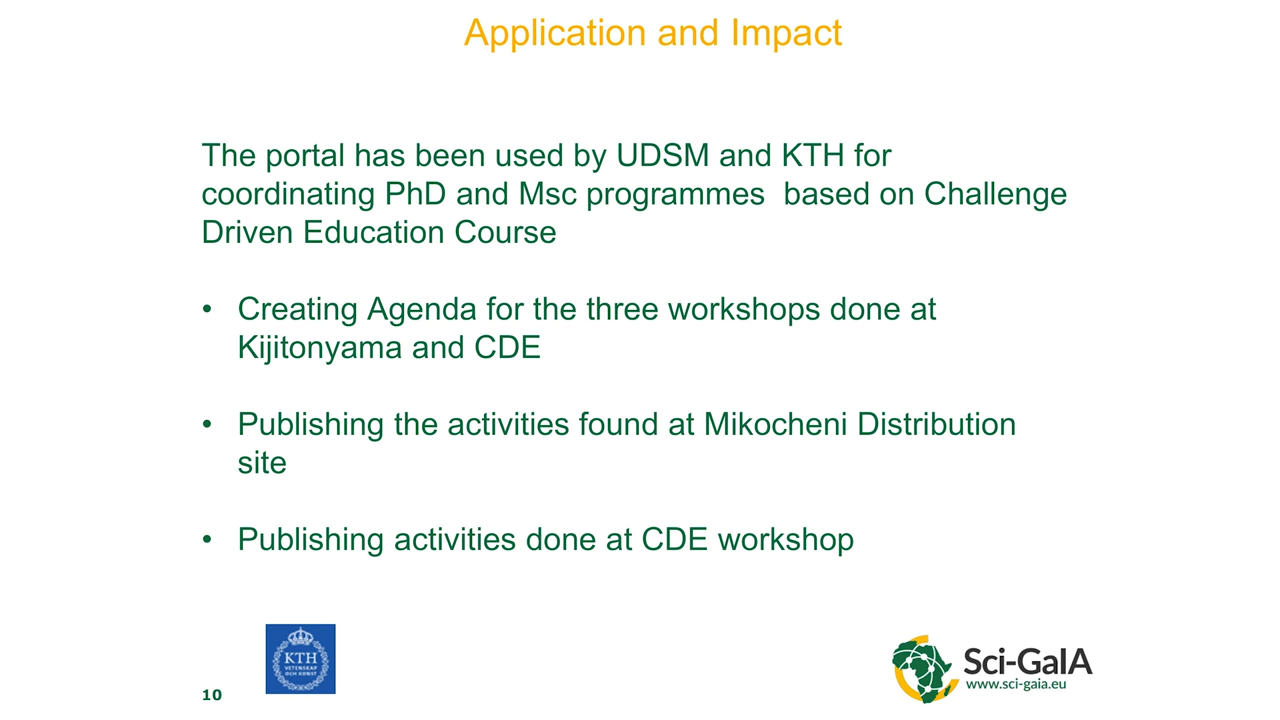 Application and Impact
The portal has been used by UDSM and KTH for
coordinating PhD and Msc programmes  based on Challenge
Driven Education Course
• Creating Agenda for the three workshops done at
Kijitonyama and CDE
• Publishing the activities found at Mikocheni Distribution
site
• Publishing activities done at CDE workshop
KTH
VETENSKAP
OCH KONST
Sci-GaIA
www.sci-gaia.eu
10